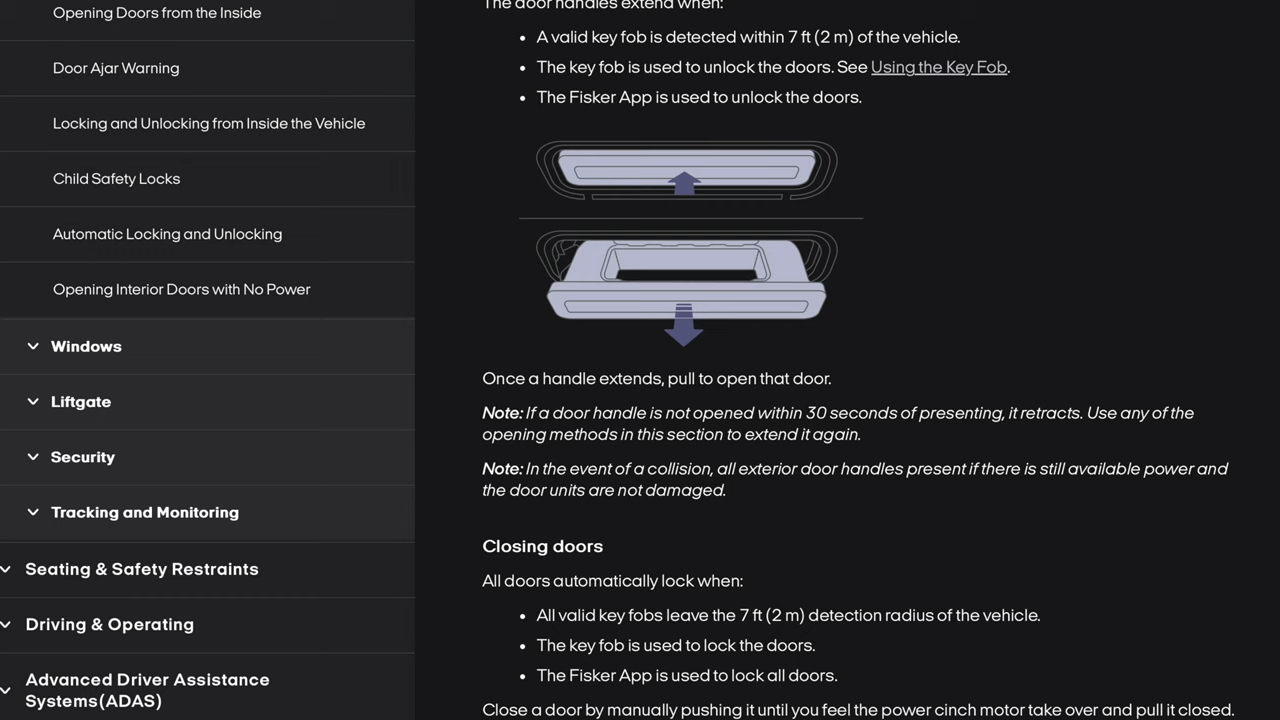 Opening Doors from the Inside
Door Ajar Warning
Locking and Unlocking from Inside the Vehicle
Child Safety Locks
Automatic Locking and Unlocking
Opening Interior Doors with No Power
Windows
Liftgate
Security
Tracking and Monitoring
Seating & Safety Restraints
Driving & Operating
Advanced Driver Assistance
Systems(ADAS)
The door handles extend when:
• A valid key fob is detected within 7 ft (2 m) of the vehicle.
• The key fob is used to unlock the doors. See Using the Key Fob.
• The Fisker App is used to unlock the doors.
Once a handle extends, pull to open that door.
Note: If a door handle is not opened within 30 seconds of presenting, it retracts. Use any of the
opening methods in this section to extend it again.
Note: In the event of a collision, all exterior door handles present if there is still available power and
the door units are not damaged.
Closing doors
All doors automatically lock when:
• All valid key fobs leave the 7 ft (2 m) detection radius of the vehicle.
• The key fob is used to lock the doors.
• The Fisker App is used to lock all doors.
Close a door by manually pushing it until you feel the power cinch motor take over and pull it closed.